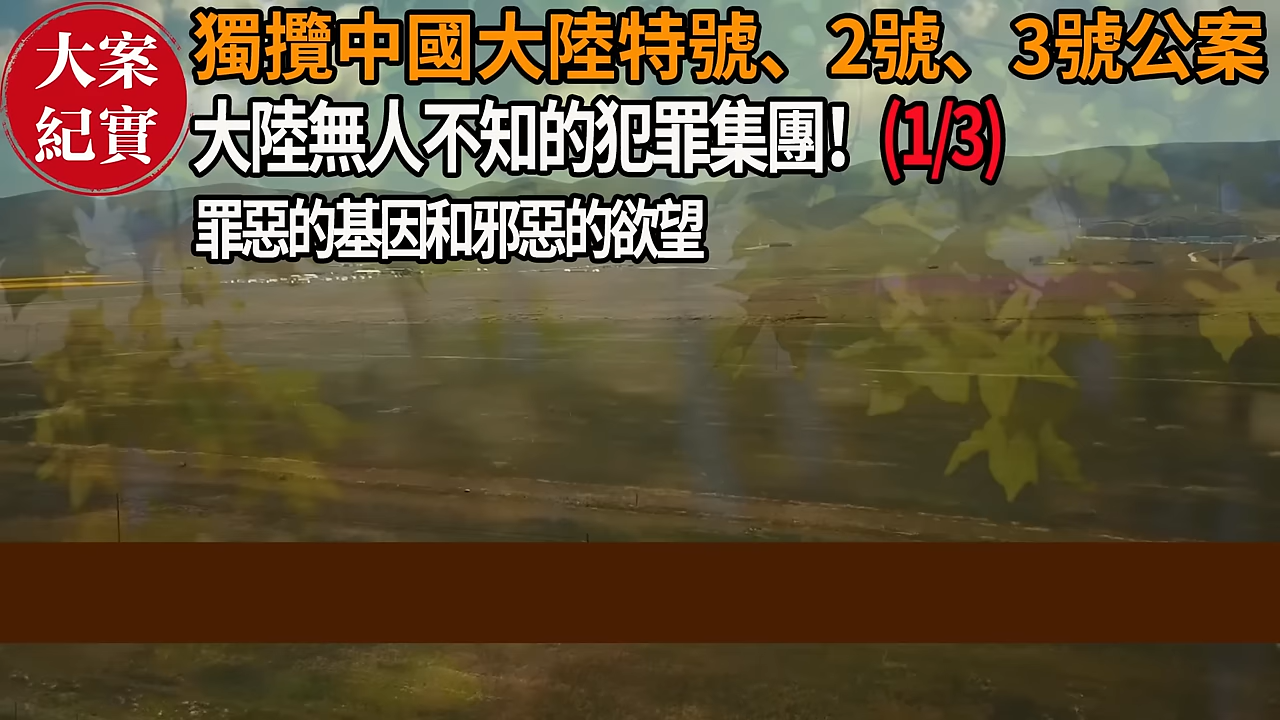 大案
紀實
獨攬中國大陸特號、2號、3號公案
大陸無人不知的犯罪集團！(1/3)
罪惡的基因和邪惡的欲望